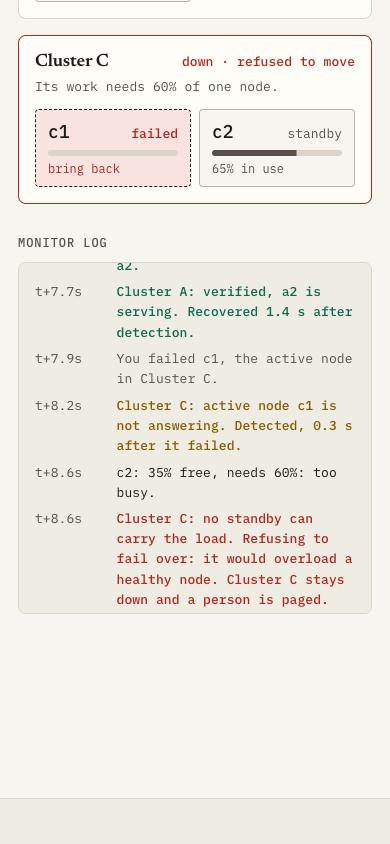 Cluster C
down · refused to move
Its work needs 60% of one node.
c1
failed
bring back
c2
standby
65% in use
MONITOR LOG
a2.
t+7.7s
Cluster A: verified, a2 is
serving. Recovered 1.4 s after
detection.
t+7.9s
You failed c1, the active node
in Cluster C.
t+8.2s
Cluster C: active node c1 is
not answering. Detected, 0.3 s
after it failed.
t+8.6s
c2: 35% free, needs 60%: too
busy.
t+8.6s
Cluster C: no standby can
carry the load. Refusing to
fail over: it would overload a
healthy node. Cluster C stays
down and a person is paged.